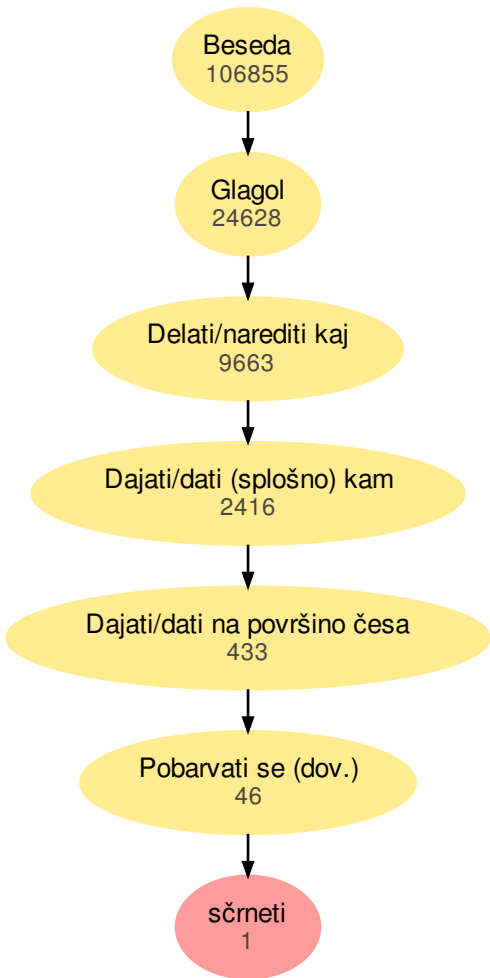 Beseda
106855
Glagol
24628
Delati/narediti kaj
9663
Dajati/dati (splošno) kam
2416
Dajati/dati na površino česa
433
Pobarvati se (dov.)
46
sčrneti
1